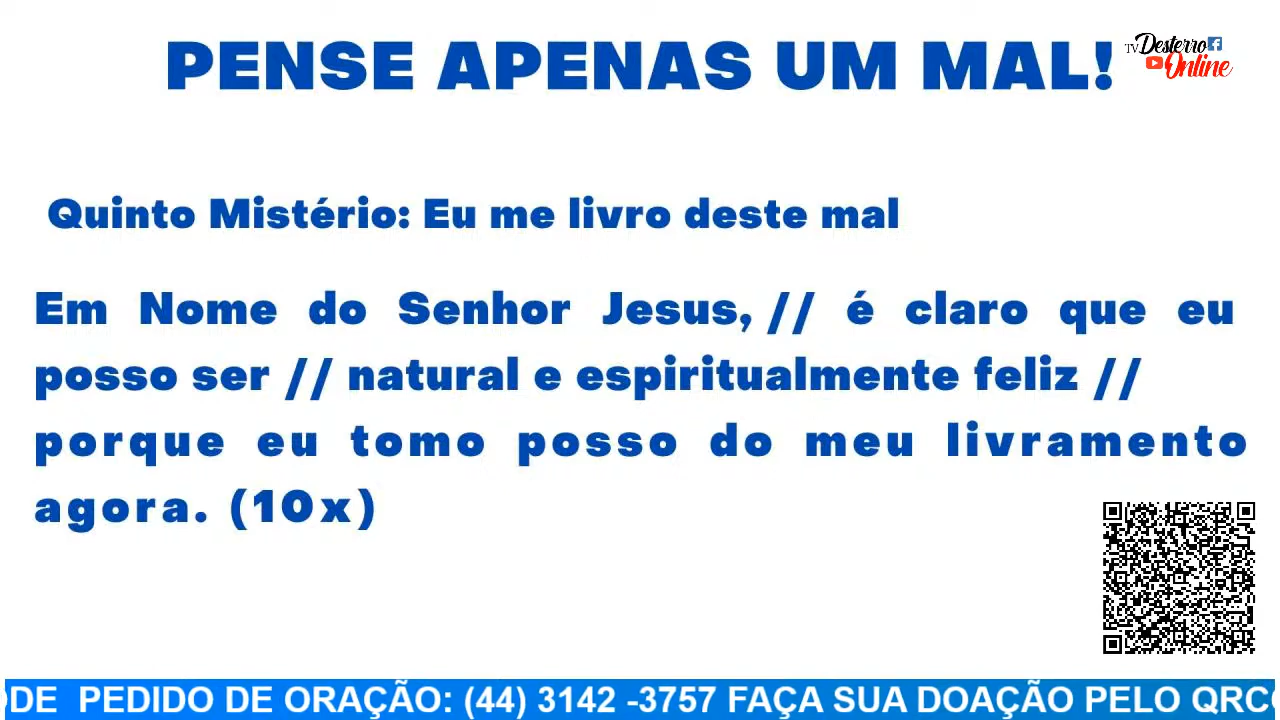 PENSE APENAS UM MAL!
TV Desterro
Online
Quinto Mistério: Eu me livro deste mal
Em Nome do Senhor Jesus, // é claro que eu
posso ser // natural e espiritualmente feliz //
porque eu tomo posso do meu livramento
agora. (10x)
ODE PEDIDO DE ORAÇÃO: (44) 3142 -3757 FAÇA SUA DOAÇÃO PELO QRCO